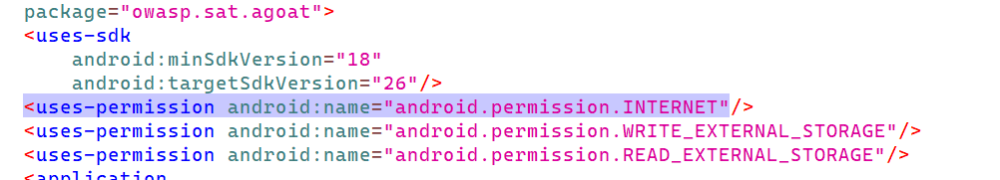 package="owasp.sat.agoat">
<uses-sdk
android:minSdkVersion="18"
android:targetSdkVersion="26"/>
<uses-permission android:name="android.permission.INTERNET"/>
<uses-permission android:name="android.permission.WRITE_EXTERNAL_STORAGE"/>
<uses-permission android:name="android.permission.READ_EXTERNAL_STORAGE"/>
<application